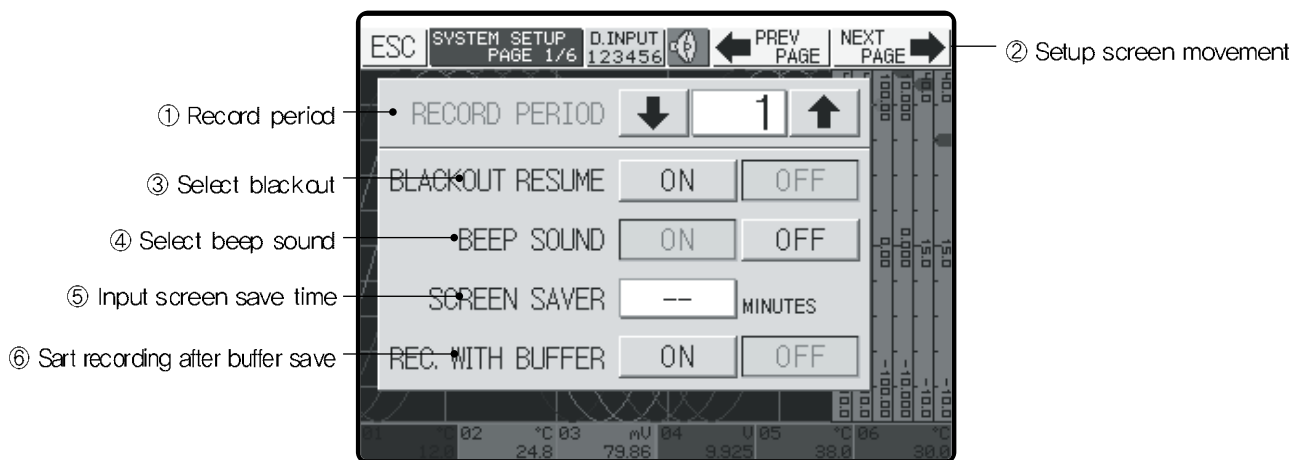 ESC SYSTEM SETUP PAGE 1/6 D.INPUT 123456 PREV PAGE NEXT PAGE
② Setup screen movement
① Record period
RECORD PERIOD 1
③ Select blackout
BLACKOUT RESUME ON OFF
④ Select beep sound
BEEP SOUND ON OFF
⑤ Input screen save time
SCREEN SAVER -- MINUTES
⑥ Sart recording after buffer save
REC. WITH BUFFER ON OFF
01 °C 02 °C 03 mV 04 V 05 °C 06 °C
12.0 24.8 79.86 9.925 38.0 30.0